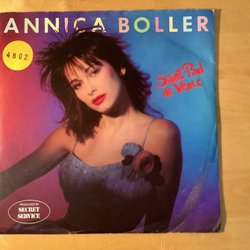 ANNICA BOLLER
4802
Saint-Paul
de Vence
PRODUCED BY
SECRET
SERVICE